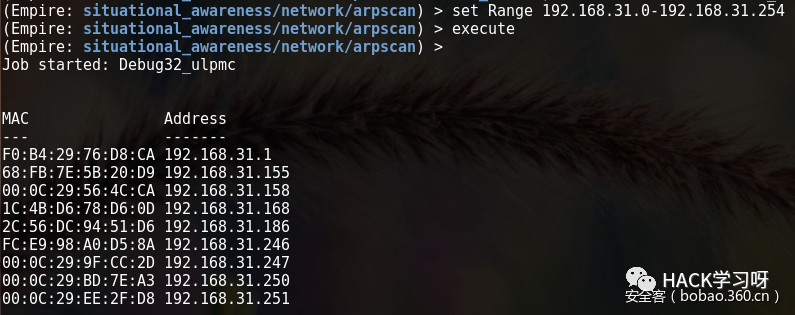 (Empire: situational_awareness/network/arpscan) > set Range 192.168.31.0-192.168.31.254
(Empire: situational_awareness/network/arpscan) > execute
(Empire: situational_awareness/network/arpscan) >
Job started: Debug32_ulpmc
MAC Address
--- -------
F0:B4:29:76:D8:CA 192.168.31.1
68:FB:7E:5B:20:D9 192.168.31.155
00:0C:29:56:4C:CA 192.168.31.158
1C:4B:D6:78:D6:0D 192.168.31.168
2C:56:DC:94:51:D6 192.168.31.186
FC:E9:98:A0:D5:8A 192.168.31.246
00:0C:29:9F:CC:2D 192.168.31.247
00:0C:29:BD:7E:A3 192.168.31.250
00:0C:29:EE:2F:D8 192.168.31.251
HACK学习呀
安全客（bobao.360.cn）